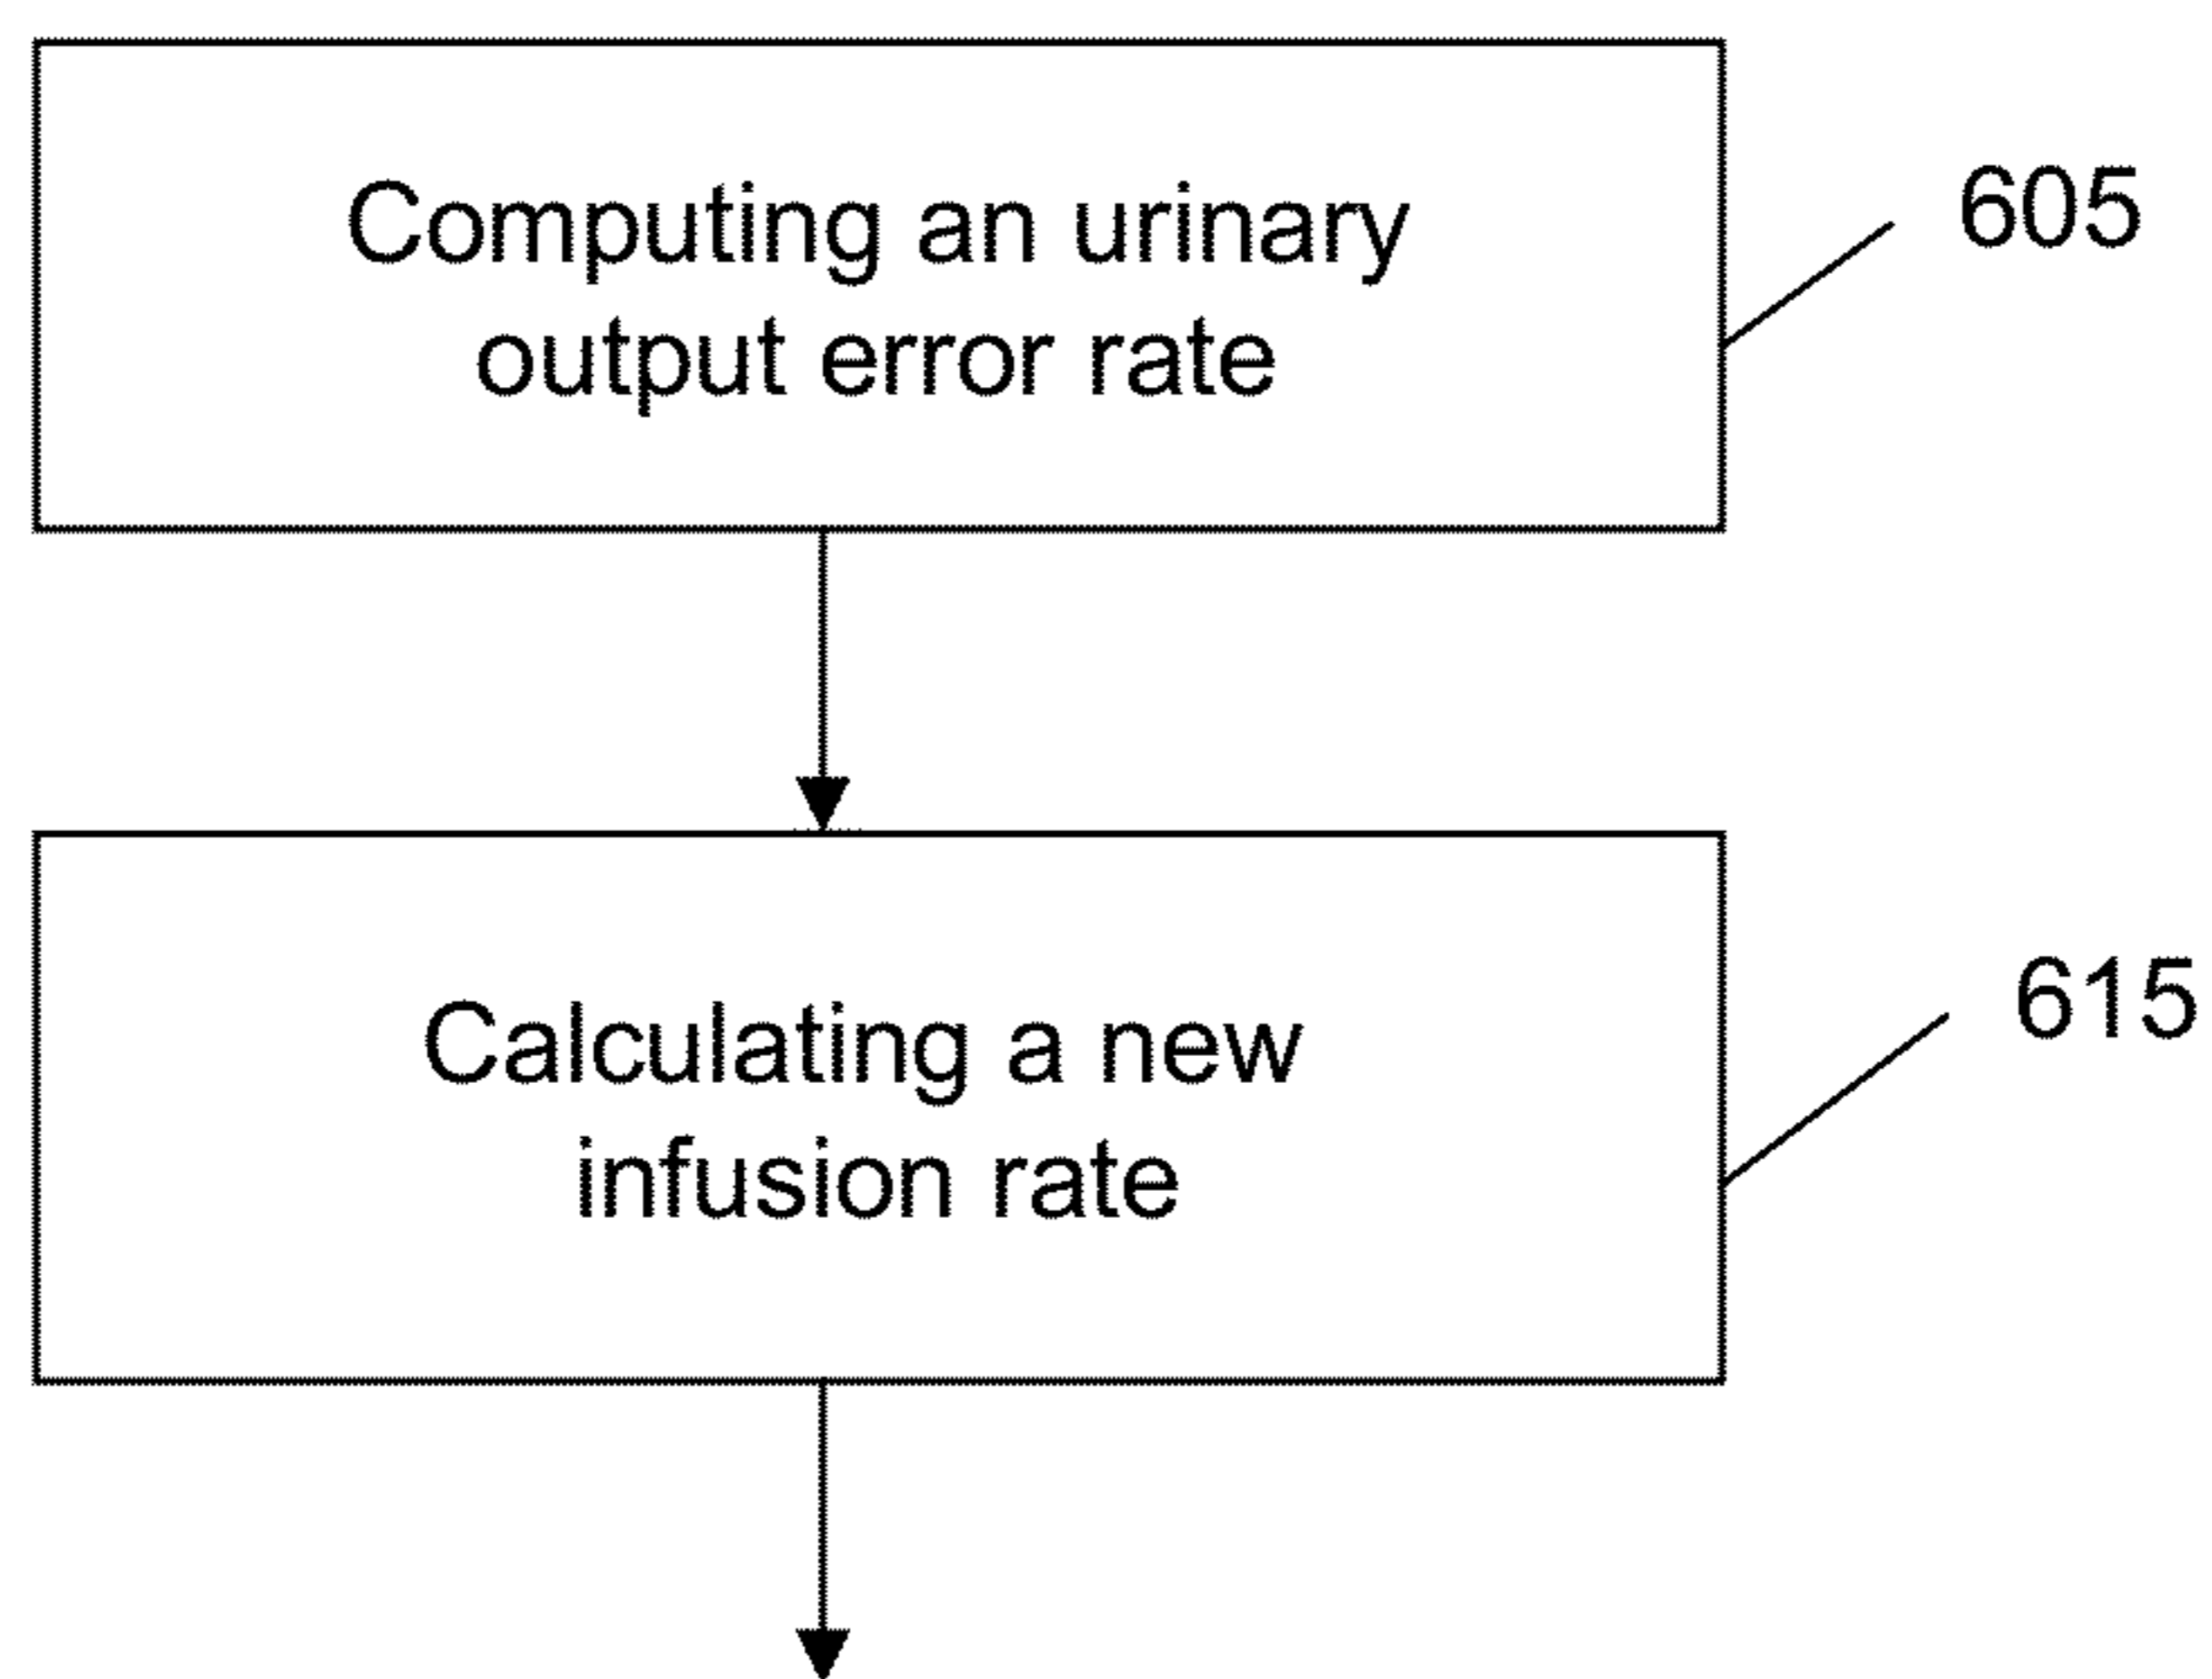 Computing an urinary
output error rate
605
Calculating a new
infusion rate
615